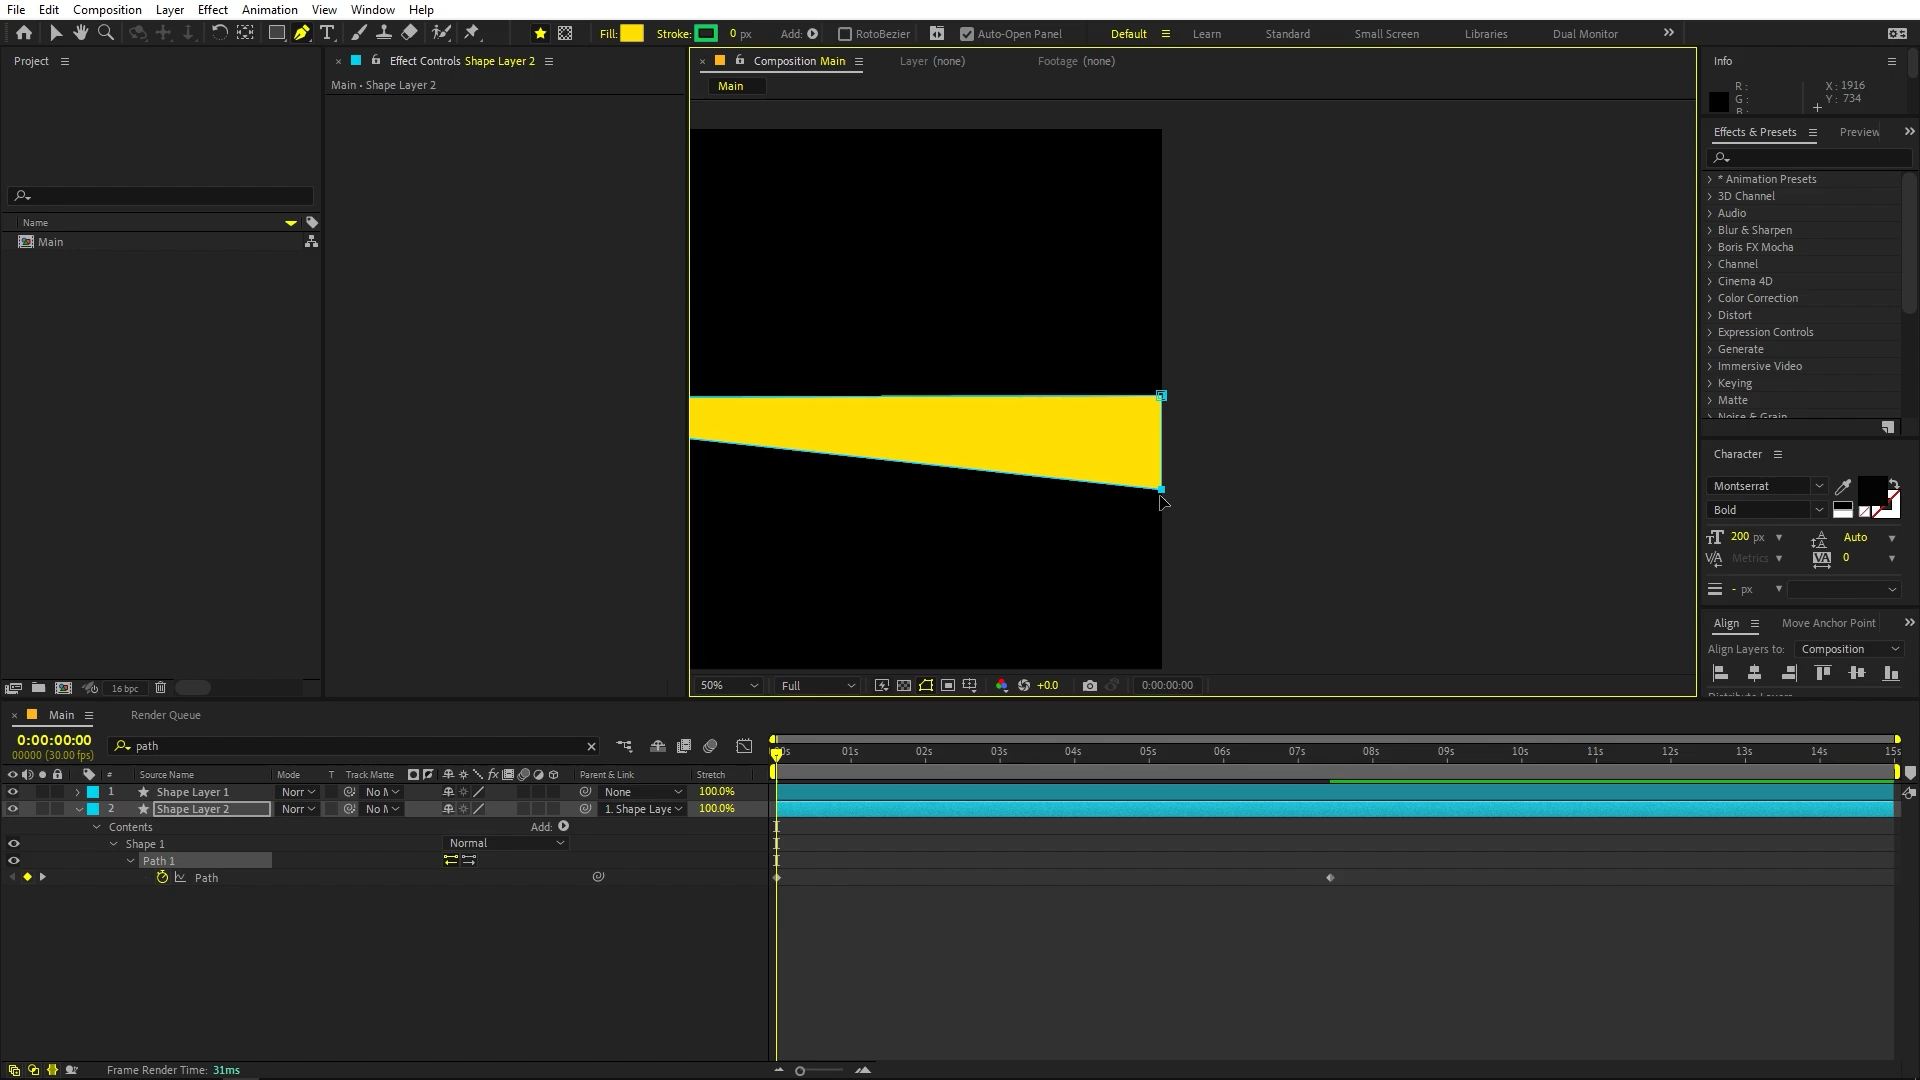 File Edit Composition Layer Effect Animation View Window Help
Fill: Stroke: 0 px Add: RotoBezier Auto-Open Panel Default Learn Standard Small Screen Libraries Dual Monitor
Project
Effect Controls Shape Layer 2
Main • Shape Layer 2
Composition Main
Layer (none)
Footage (none)
Main
Name
Main
16 bpc
50% Full +0.0 0:00:00:00
Info
R :
G :
B :
X : 1916
Y : 734
Effects & Presets Preview
* Animation Presets
3D Channel
Audio
Blur & Sharpen
Boris FX Mocha
Channel
Cinema 4D
Color Correction
Distort
Expression Controls
Generate
Immersive Video
Keying
Matte
Noise & Grain
Character
Montserrat
Bold
200 px Auto
Metrics 0
- px
Align Move Anchor Point
Align Layers to: Composition
Distribute Layers
Main Render Queue
0:00:00:00
00000 (30.00 fps)
path
# Source Name Mode T Track Matte Parent & Link Stretch
1 Shape Layer 1 Norr No M None 100.0%
2 Shape Layer 2 Norr No M 1. Shape Laye 100.0%
Contents Add:
Shape 1 Normal
Path 1
Path
00s 01s 02s 03s 04s 05s 06s 07s 08s 09s 10s 11s 12s 13s 14s 15s
Frame Render Time: 31ms